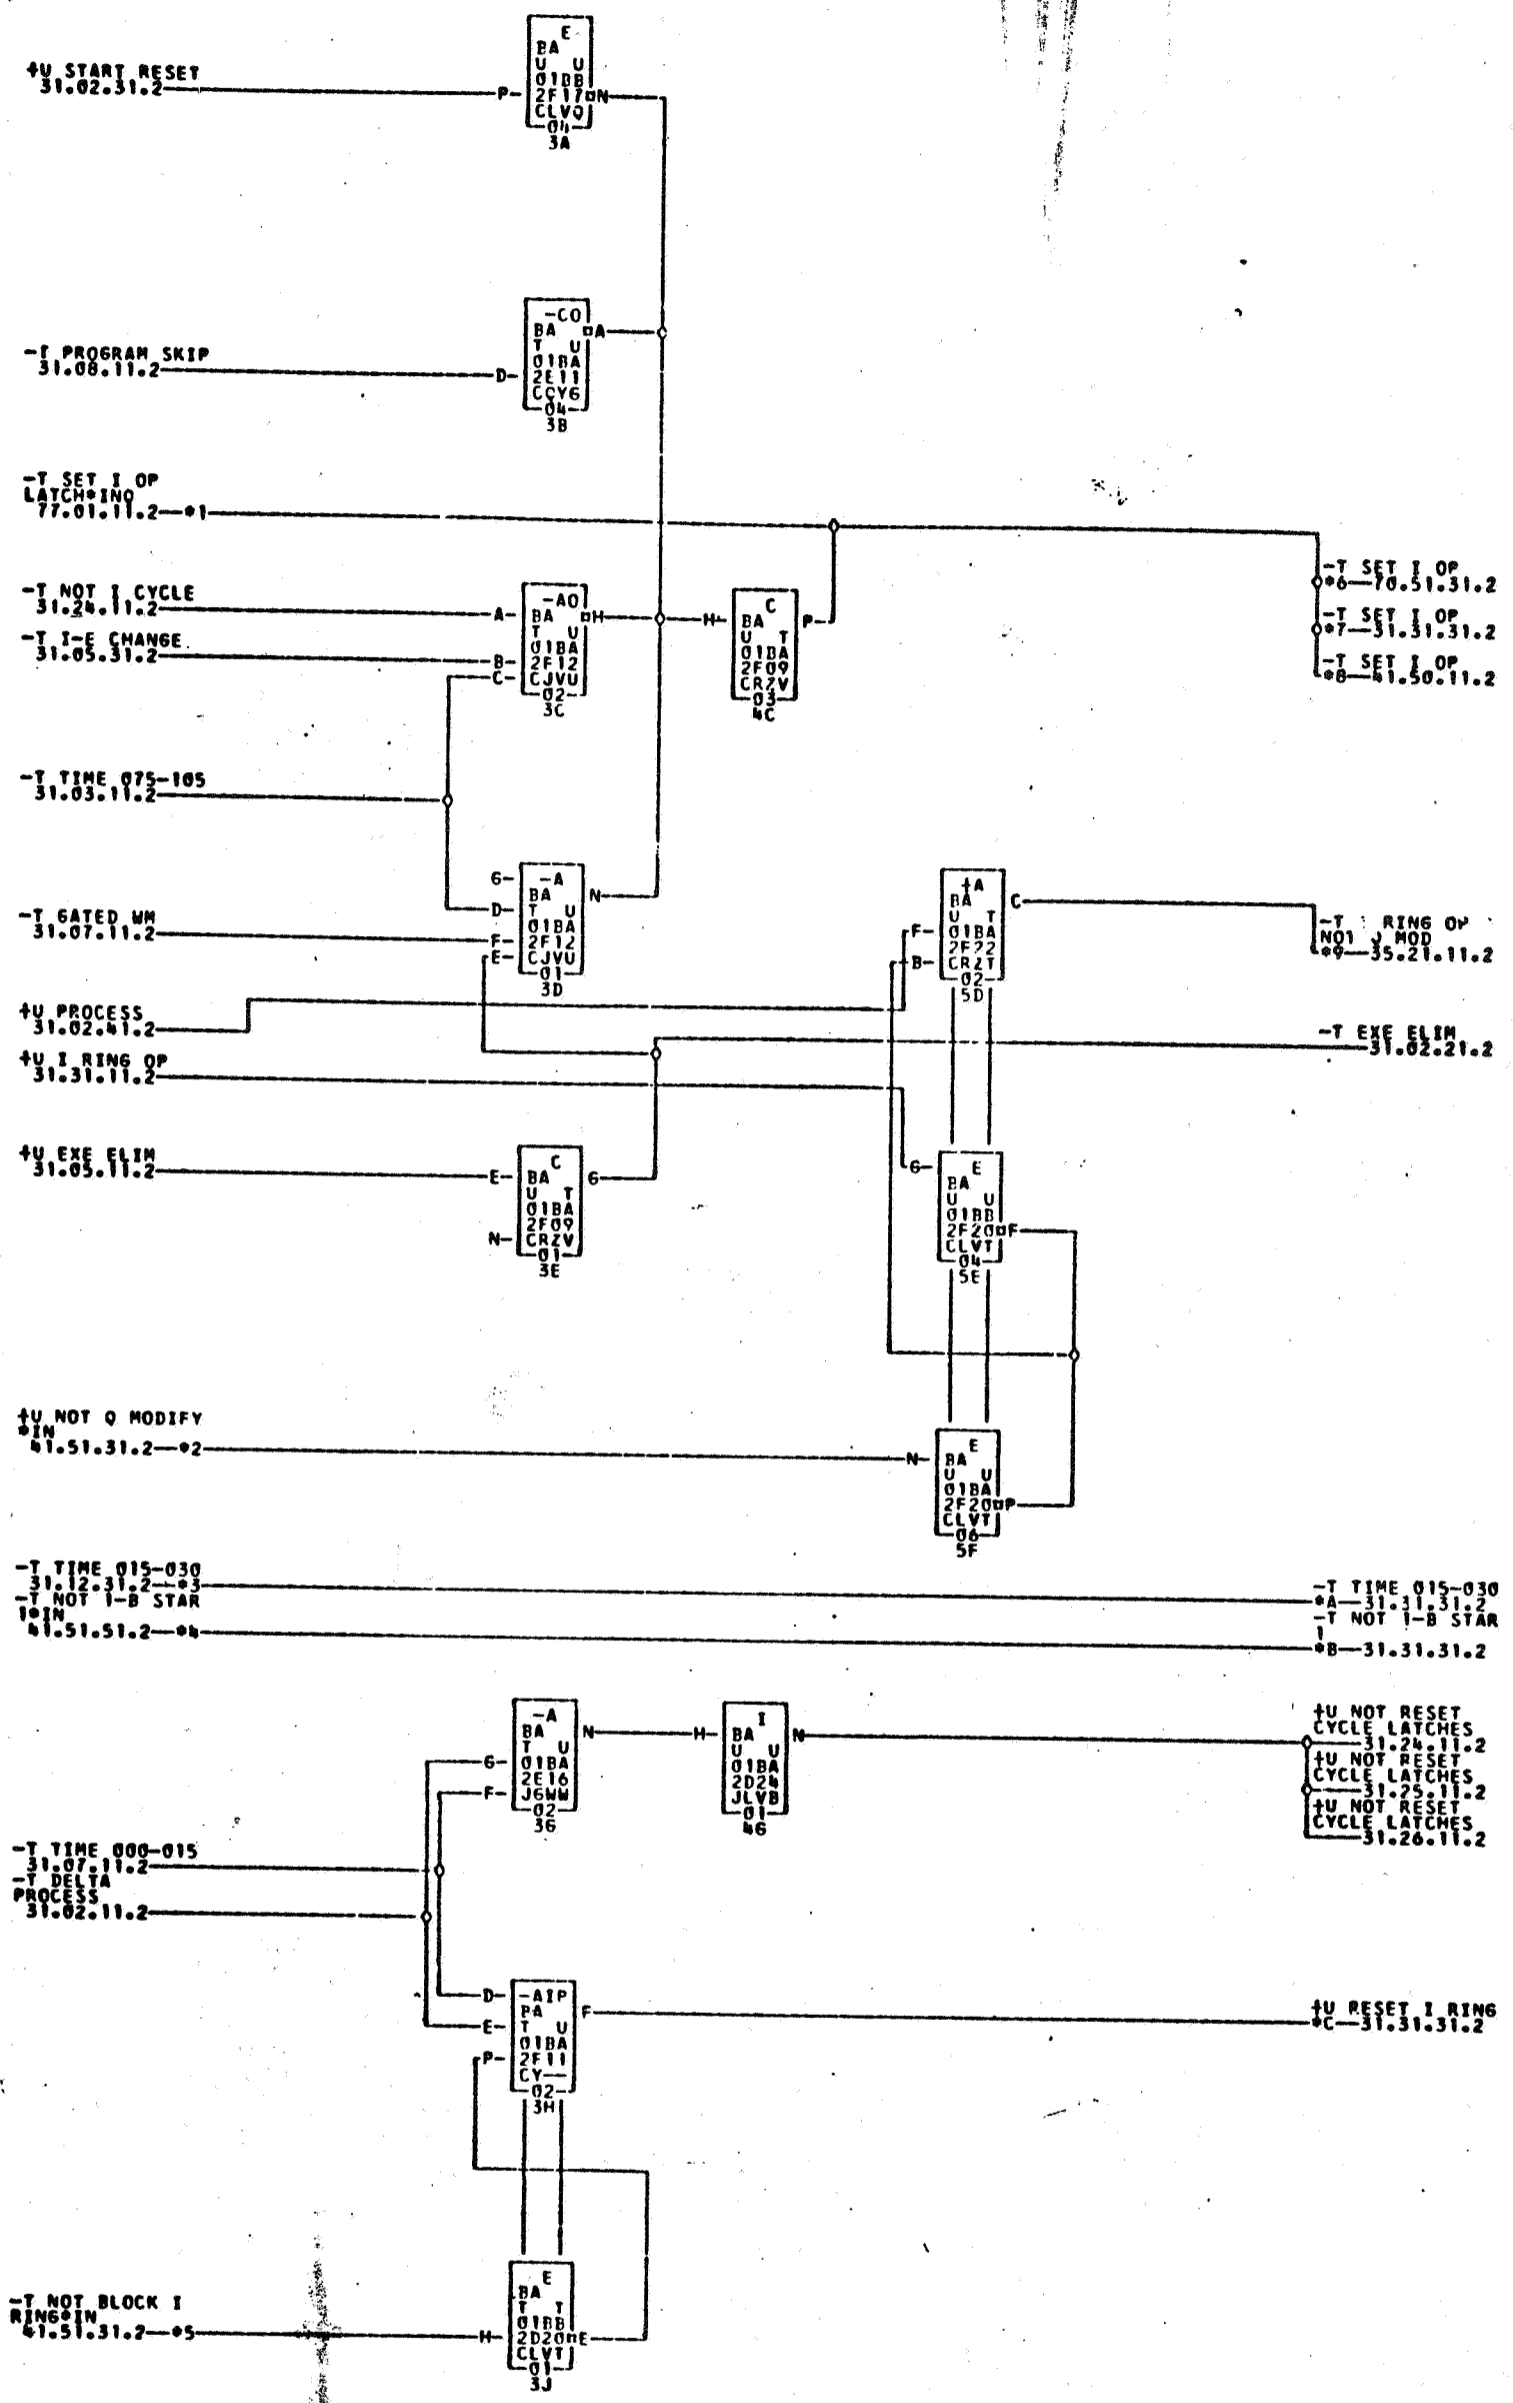 E
BA
+U START RESET
U U
01BB
31.02.31.2
P
2F17 N
CLVQ
04
3A
-CO
BA A
-T PROGRAM SKIP
T U
01BA
31.08.11.2
D
2E11
CQY6
04
3B
-T SET I OP
LATCH*INO
77.01.11.2—*1
-T SET I OP
*6—70.51.31.2
-T SET I OP
*7—31.31.31.2
-T SET I OP
*8—41.50.11.2
-T NOT I CYCLE
31.24.11.2
-T I-E CHANGE
31.05.31.2
A
B
C
-AO
BA H
T U
01BA
2F12
CJVU
02
3C
H
C
BA P
U T
01BA
2F09
CRZV
03
4C
-T TIME 075-105
31.03.11.2
G
D
F
E
-A
BA N
T U
01BA
2F12
CJVU
01
3D
-T GATED WM
31.07.11.2
F
B
+A
BA C
U T
01BA
2F22
CRZT
02
5D
-T RING OP
MOD
*9—35.21.11.2
+U PROCESS
31.02.41.2
-T EXE ELIM
31.02.21.2
+U I RING OP
31.31.11.2
+U EXE ELIM
31.05.11.2
E
N
C
BA G
U T
01BA
2F09
CRZV
01
3E
G
E
BA
U U
01BB
2F20 F
CLVT
04
5E
+U NOT Q MODIFY
*IN
41.51.31.2—*2
N
E
BA
U U
01BA
2F20 P
CLVT
06
5F
-T TIME 015-030
31.12.31.2—*3
-T NOT 1-B STAR
1*IN
41.51.51.2—*4
-T TIME 015-030
*A—31.31.31.2
-T NOT 1-B STAR
1
*B—31.31.31.2
G
F
-A
BA N
T U
01BA
2E16
JGWW
02
3G
H
I
BA N
U U
01BA
2D24
JLVB
01
4G
+U NOT RESET
CYCLE LATCHES
31.24.11.2
+U NOT RESET
CYCLE LATCHES
31.25.11.2
+U NOT RESET
CYCLE LATCHES
31.26.11.2
-T TIME 000-015
31.07.11.2
-T DELTA
PROCESS
31.02.11.2
D
E
P
-AIP
BA F
T U
01BA
2F11
CY—
02
3H
+U RESET I RING
*C—31.31.31.2
-T NOT BLOCK I
RING*IN
41.51.31.2—*5
H
E
BA
T T
01BB
2D20 E
CLVT
01
3J